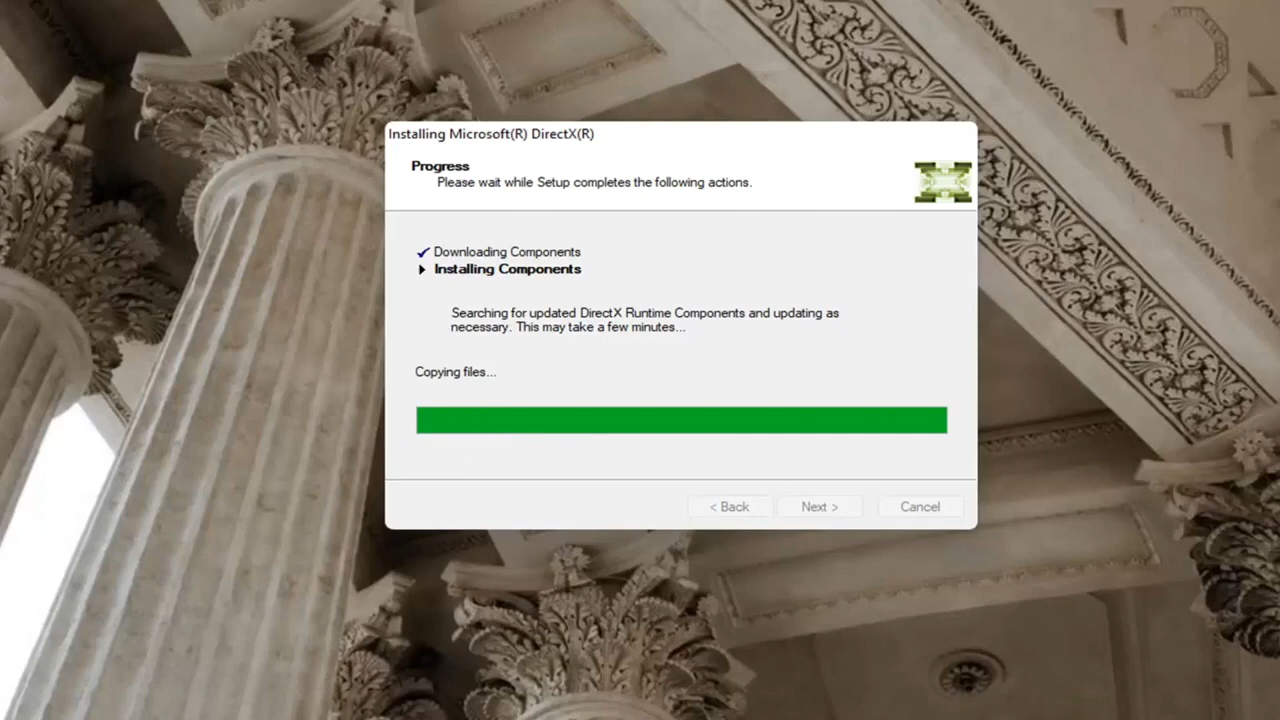 Installing Microsoft(R) DirectX(R)
Progress
Please wait while Setup completes the following actions.
Downloading Components
Installing Components
Searching for updated DirectX Runtime Components and updating as
necessary. This may take a few minutes...
Copying files...
< Back
Next >
Cancel